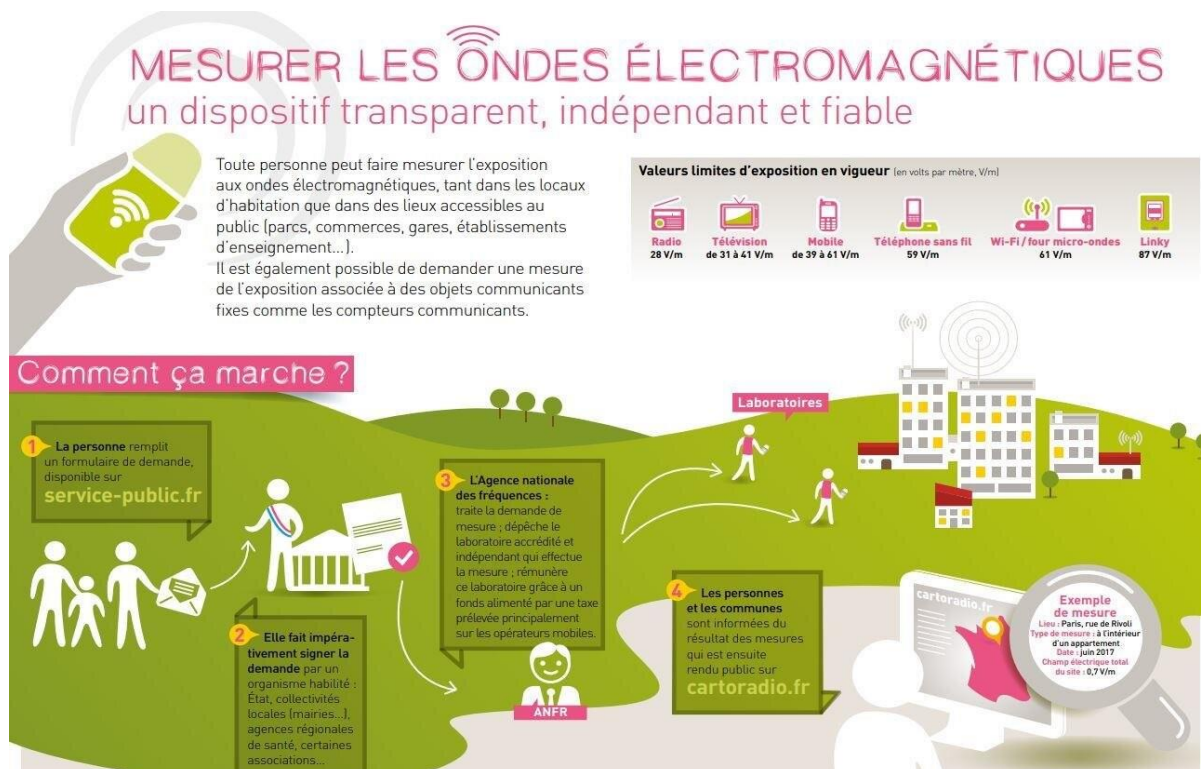 MESURER LES ONDES ÉLECTROMAGNÉTIQUES
un dispositif transparent, indépendant et fiable
Toute personne peut faire mesurer l'exposition
aux ondes électromagnétiques, tant dans les locaux
d'habitation que dans des lieux accessibles au
public (parcs, commerces, gares, établissements
d'enseignement...).
Il est également possible de demander une mesure
de l'exposition associée à des objets communicants
fixes comme les compteurs communicants.
Valeurs limites d'exposition en vigueur (en volts par mètre, V/m)
Radio
28 V/m
Télévision
de 31 à 41 V/m
Mobile
de 39 à 61 V/m
Téléphone sans fil
59 V/m
Wi-Fi / four micro-ondes
61 V/m
Linky
87 V/m
Comment ça marche ?
1 La personne remplit
un formulaire de demande,
disponible sur
service-public.fr
2 Elle fait impéra-
tivement signer la
demande par un
organisme habilité :
État, collectivités
locales (mairies...),
agences régionales
de santé, certaines
associations...
3 L'Agence nationale
des fréquences :
traite la demande de
mesure ; dépêche le
laboratoire accrédité et
indépendant qui effectue
la mesure ; rémunère
ce laboratoire grâce à un
fonds alimenté par une taxe
prélevée principalement
sur les opérateurs mobiles.
ANFR
Laboratoires
4 Les personnes
et les communes
sont informées du
résultat des mesures
qui est ensuite
rendu public sur
cartoradio.fr
cartoradio.fr
Exemple
de mesure
Lieu : Paris, rue de Rivoli
Type de mesure : à l'intérieur
d'un appartement
Date : juin 2017
Champ électrique total
du site : 0,7 V/m